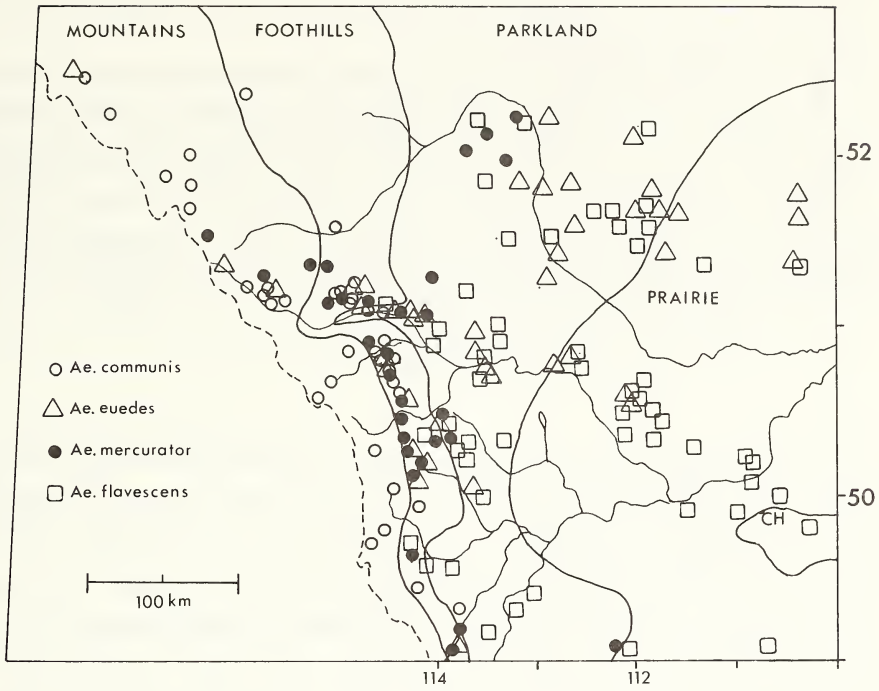 MOUNTAINS
FOOTHILLS
PARKLAND
52
PRAIRIE
Ae. communis
Ae. euedes
Ae. mercurator
Ae. flavescens
50
CH
100 km
114
112